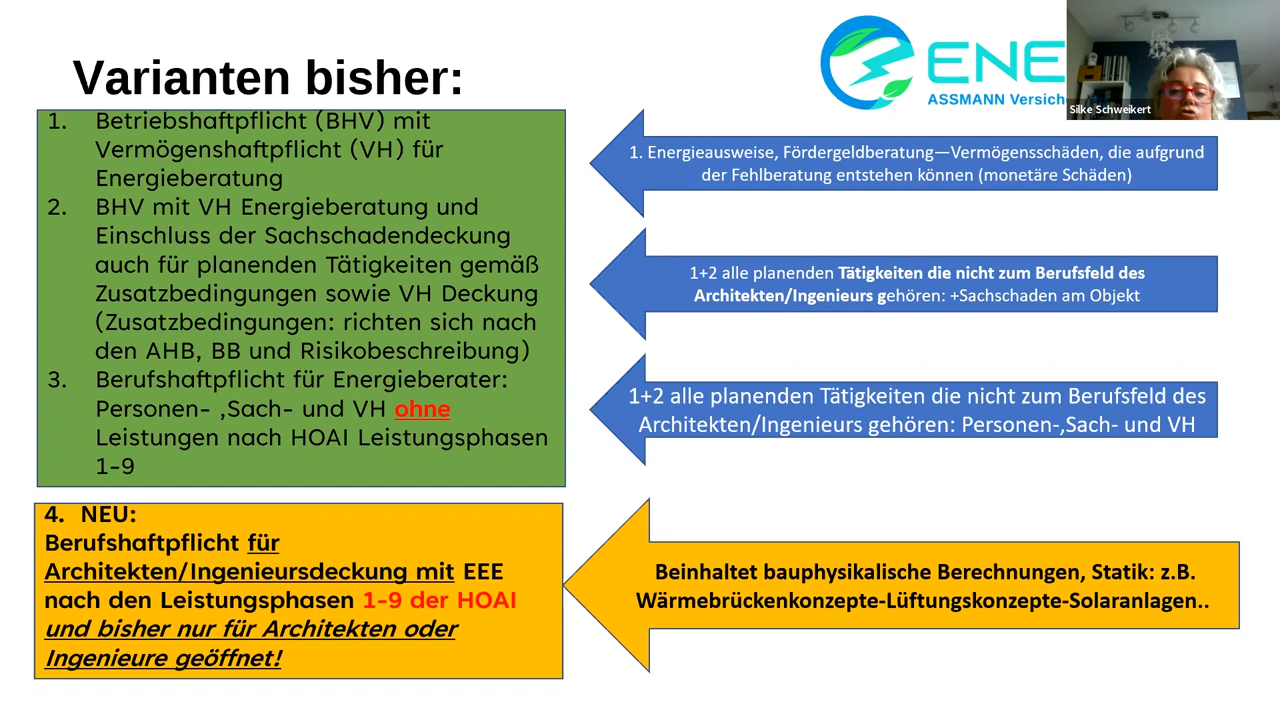 Varianten bisher:
ENE
ASSMANN Versich
Silke Schweikert
1. Betriebshaftpflicht (BHV) mit
Vermögenshaftpflicht (VH) für
Energieberatung
2. BHV mit VH Energieberatung und
Einschluss der Sachschadendeckung
auch für planenden Tätigkeiten gemäß
Zusatzbedingungen sowie VH Deckung
(Zusatzbedingungen: richten sich nach
den AHB, BB und Risikobeschreibung)
3. Berufshaftpflicht für Energieberater:
Personen- ,Sach- und VH ohne
Leistungen nach HOAI Leistungsphasen
1-9
1. Energieausweise, Fördergeldberatung—Vermögensschäden, die aufgrund
der Fehlberatung entstehen können (monetäre Schäden)
1+2 alle planenden Tätigkeiten die nicht zum Berufsfeld des
Architekten/Ingenieurs gehören: +Sachschaden am Objekt
1+2 alle planenden Tätigkeiten die nicht zum Berufsfeld des
Architekten/Ingenieurs gehören: Personen-,Sach- und VH
4. NEU:
Berufshaftpflicht für
Architekten/Ingenieursdeckung mit EEE
nach den Leistungsphasen 1-9 der HOAI
und bisher nur für Architekten oder
Ingenieure geöffnet!
Beinhaltet bauphysikalische Berechnungen, Statik: z.B.
Wärmebrückenkonzepte-Lüftungskonzepte-Solaranlagen..